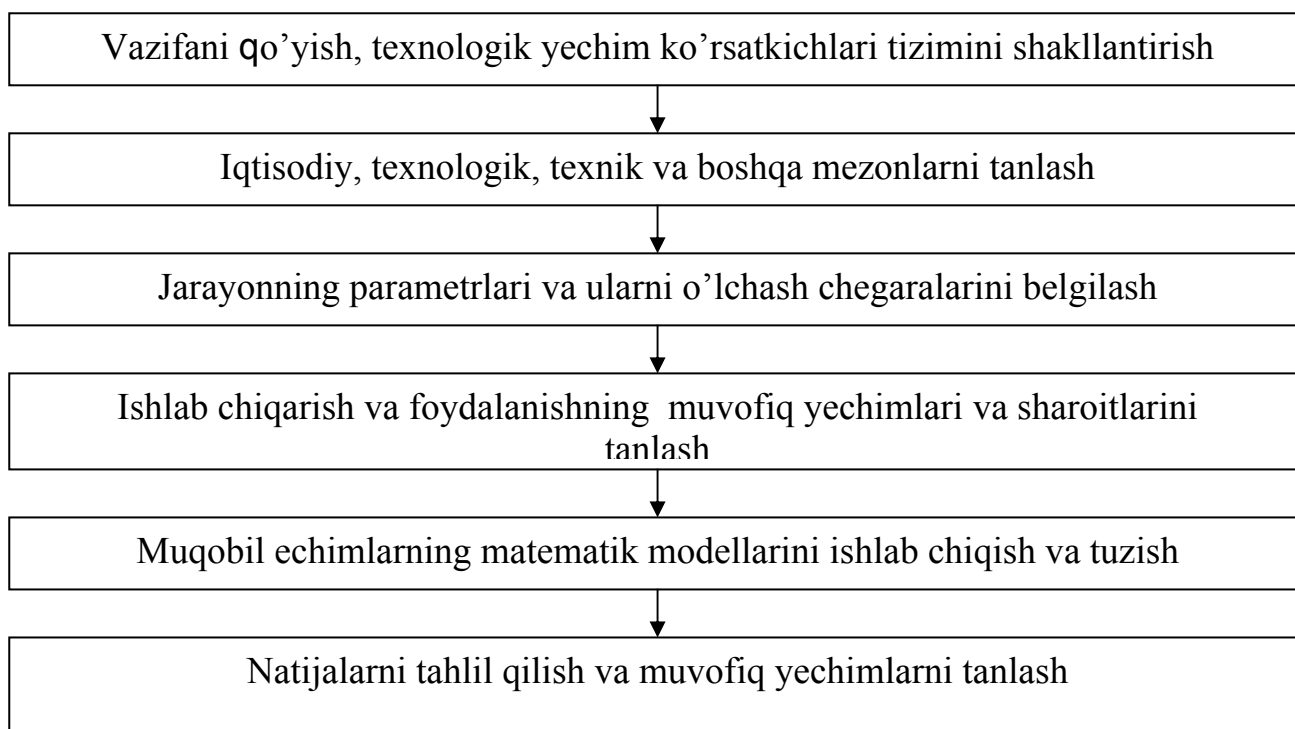 Vazifani qo’yish, texnologik yechim ko’rsatkichlari tizimini shakllantirish
Iqtisodiy, texnologik, texnik va boshqa mezonlarni tanlash
Jarayonning parametrlari va ularni o’lchash chegaralarini belgilash
Ishlab chiqarish va foydalanishning muvofiq yechimlari va sharoitlarini
tanlash
Muqobil echimlarning matematik modellarini ishlab chiqish va tuzish
Natijalarni tahlil qilish va muvofiq yechimlarni tanlash